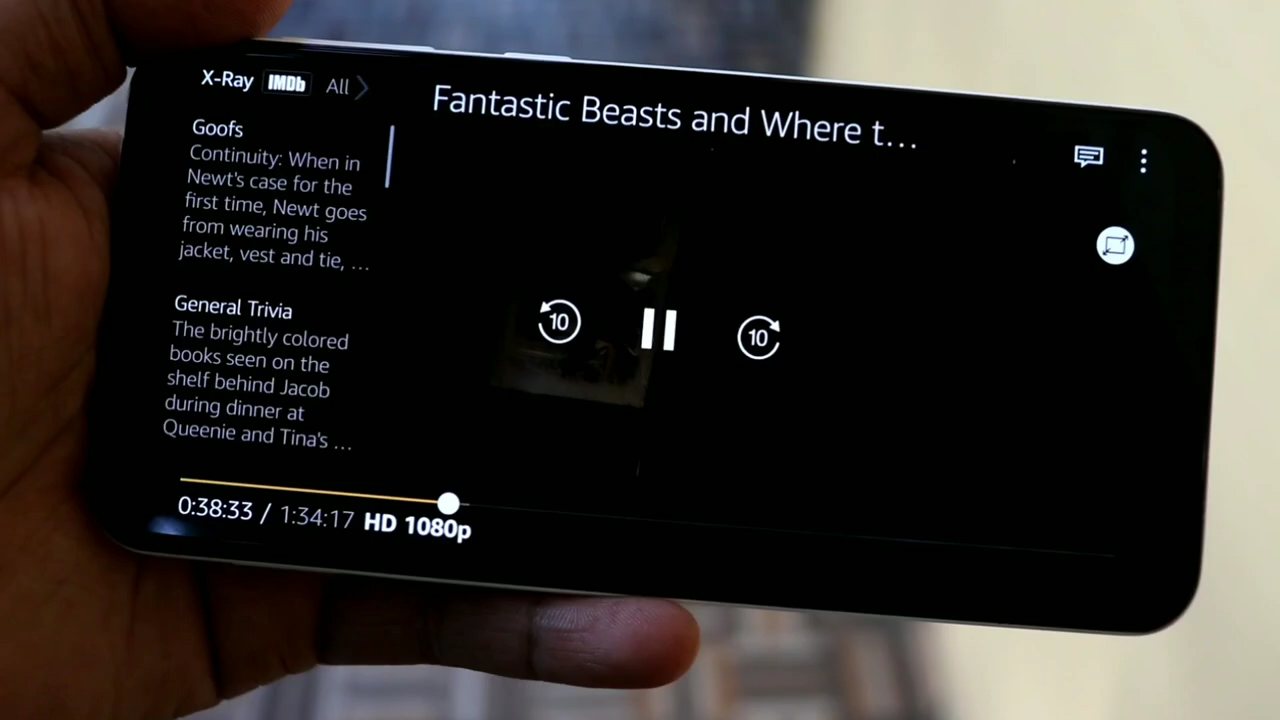 X-Ray IMDb All
Fantastic Beasts and Where t...
Goofs
Continuity: When in
Newt's case for the
first time, Newt goes
from wearing his
jacket, vest and tie, ...
General Trivia
The brightly colored
books seen on the
shelf behind Jacob
during dinner at
Queenie and Tina's ...
10
10
0:38:33 / 1:34:17 HD 1080p